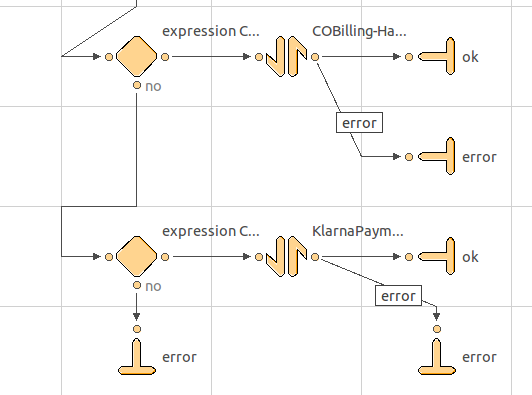 expression C...
COBilling-Ha...
ok
no
error
error
expression C...
KlarnaPaym...
ok
no
error
error
error